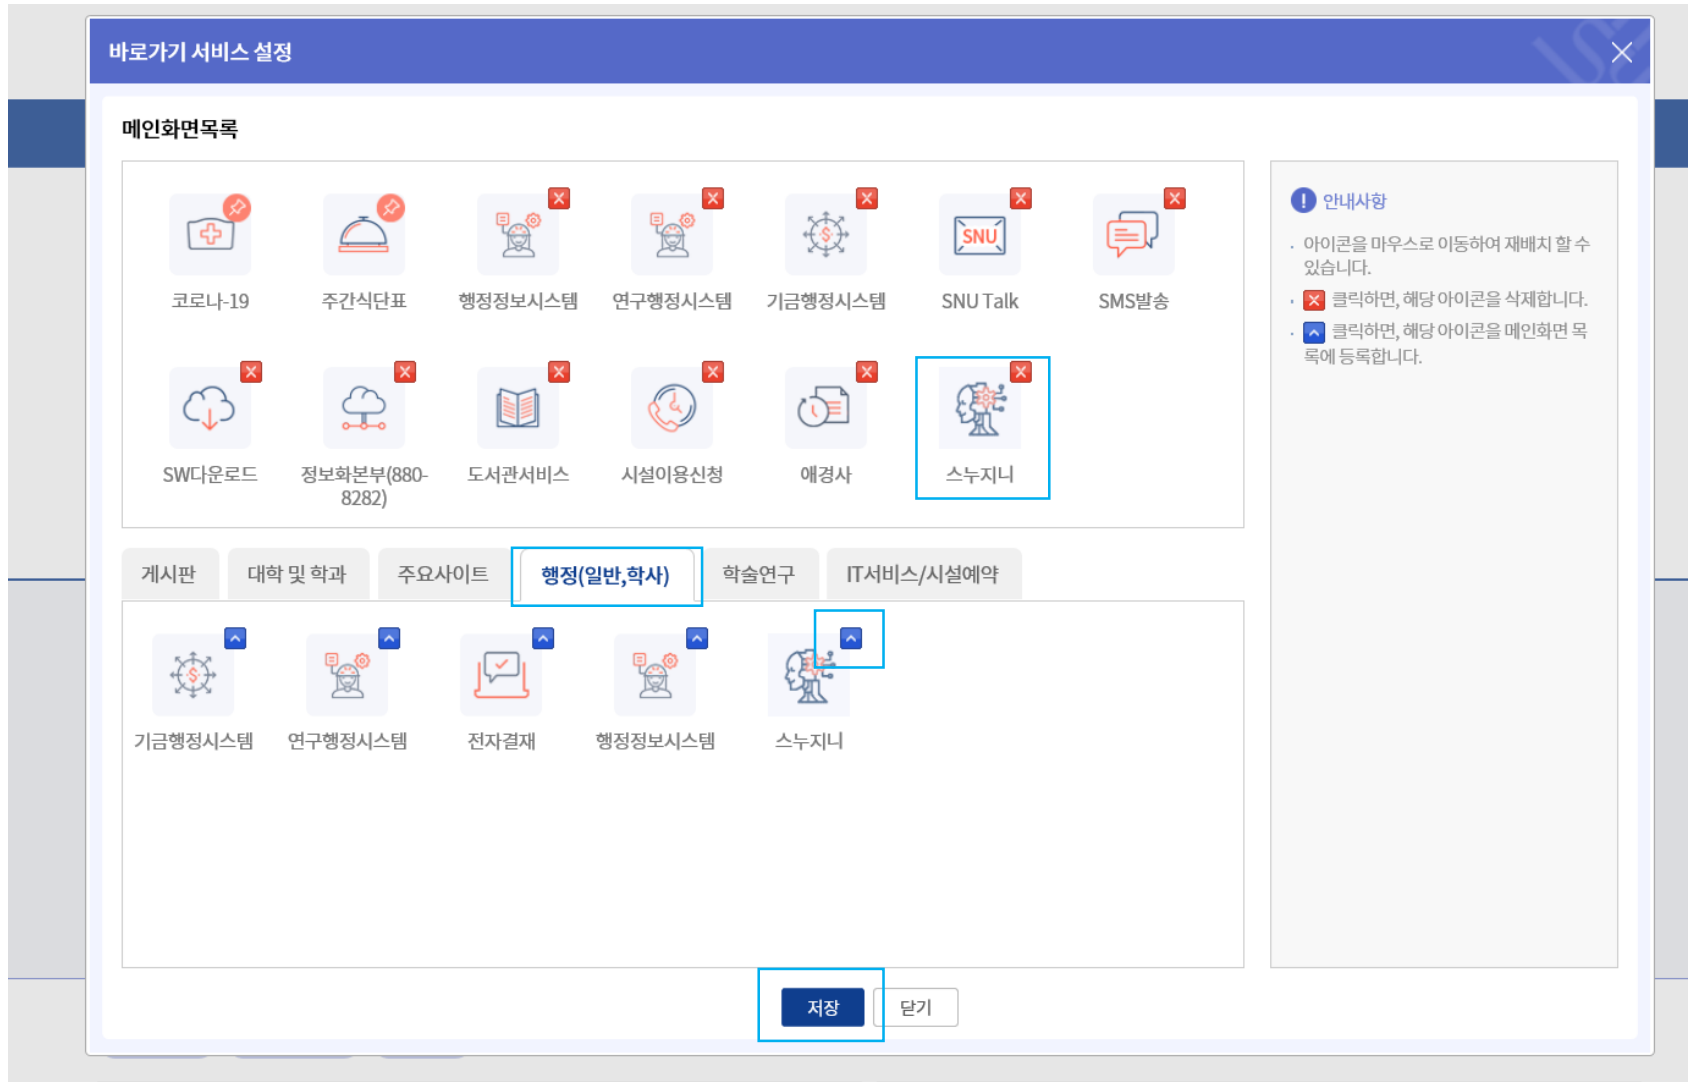 바로가기 서비스 설정
메인화면목록
코로나-19
주간식단표
행정정보시스템
연구행정시스템
기금행정시스템
SNU
SNU Talk
SMS발송
SW다운로드
정보화본부(880-
8282)
도서관서비스
시설이용신청
애경사
스누지니
안내사항
· 아이콘을 마우스로 이동하여 재배치 할 수
있습니다.
· 클릭하면, 해당 아이콘을 삭제합니다.
· 클릭하면, 해당 아이콘을 메인화면 목
록에 등록합니다.
게시판
대학 및 학과
주요사이트
행정(일반,학사)
학술연구
IT서비스/시설예약
기금행정시스템
연구행정시스템
전자결재
행정정보시스템
스누지니
저장
닫기